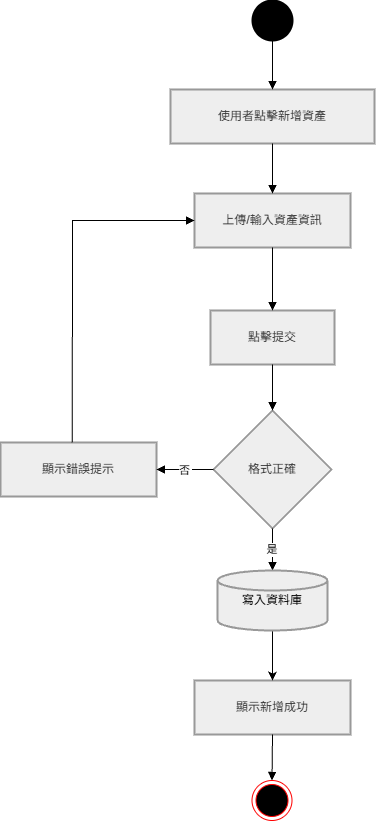 使用者點擊新增資產
上傳/輸入資產資訊
點擊提交
格式正確
否
顯示錯誤提示
是
寫入資料庫
顯示新增成功